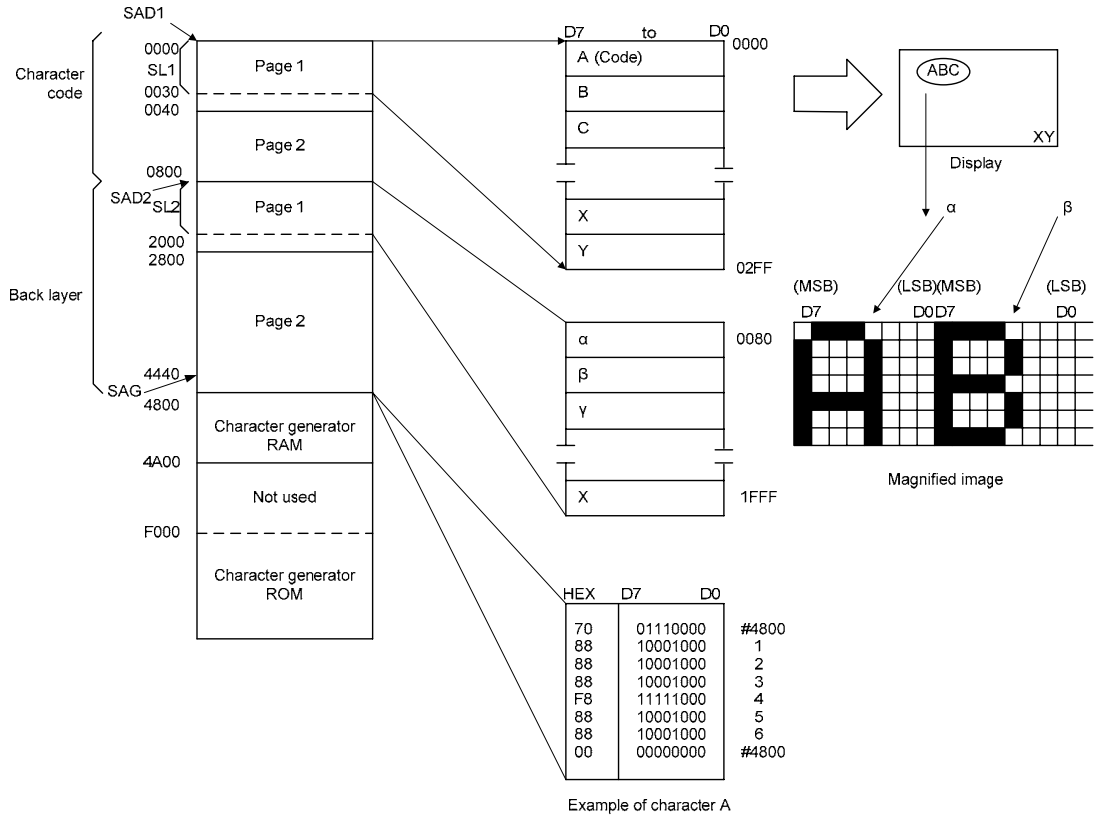 SAD1
Character
code
0000
SL1
0030
0040
0800
SAD2
SL2
2000
2800
Back layer
4440
SAG
4800
4A00
F000
Page 1
Page 2
Page 1
Page 2
Character generator
RAM
Not used
Character generator
ROM
D7 to D0
0000
A (Code)
B
C
X
Y
02FF
0080
α
β
γ
X
1FFF
HEX D7 D0
70 01110000 #4800
88 10001000 1
88 10001000 2
88 10001000 3
F8 11111000 4
88 10001000 5
88 10001000 6
00 00000000 #4800
Example of character A
ABC
XY
Display
α β
(MSB) (LSB)(MSB) (LSB)
D7 D0D7 D0
Magnified image